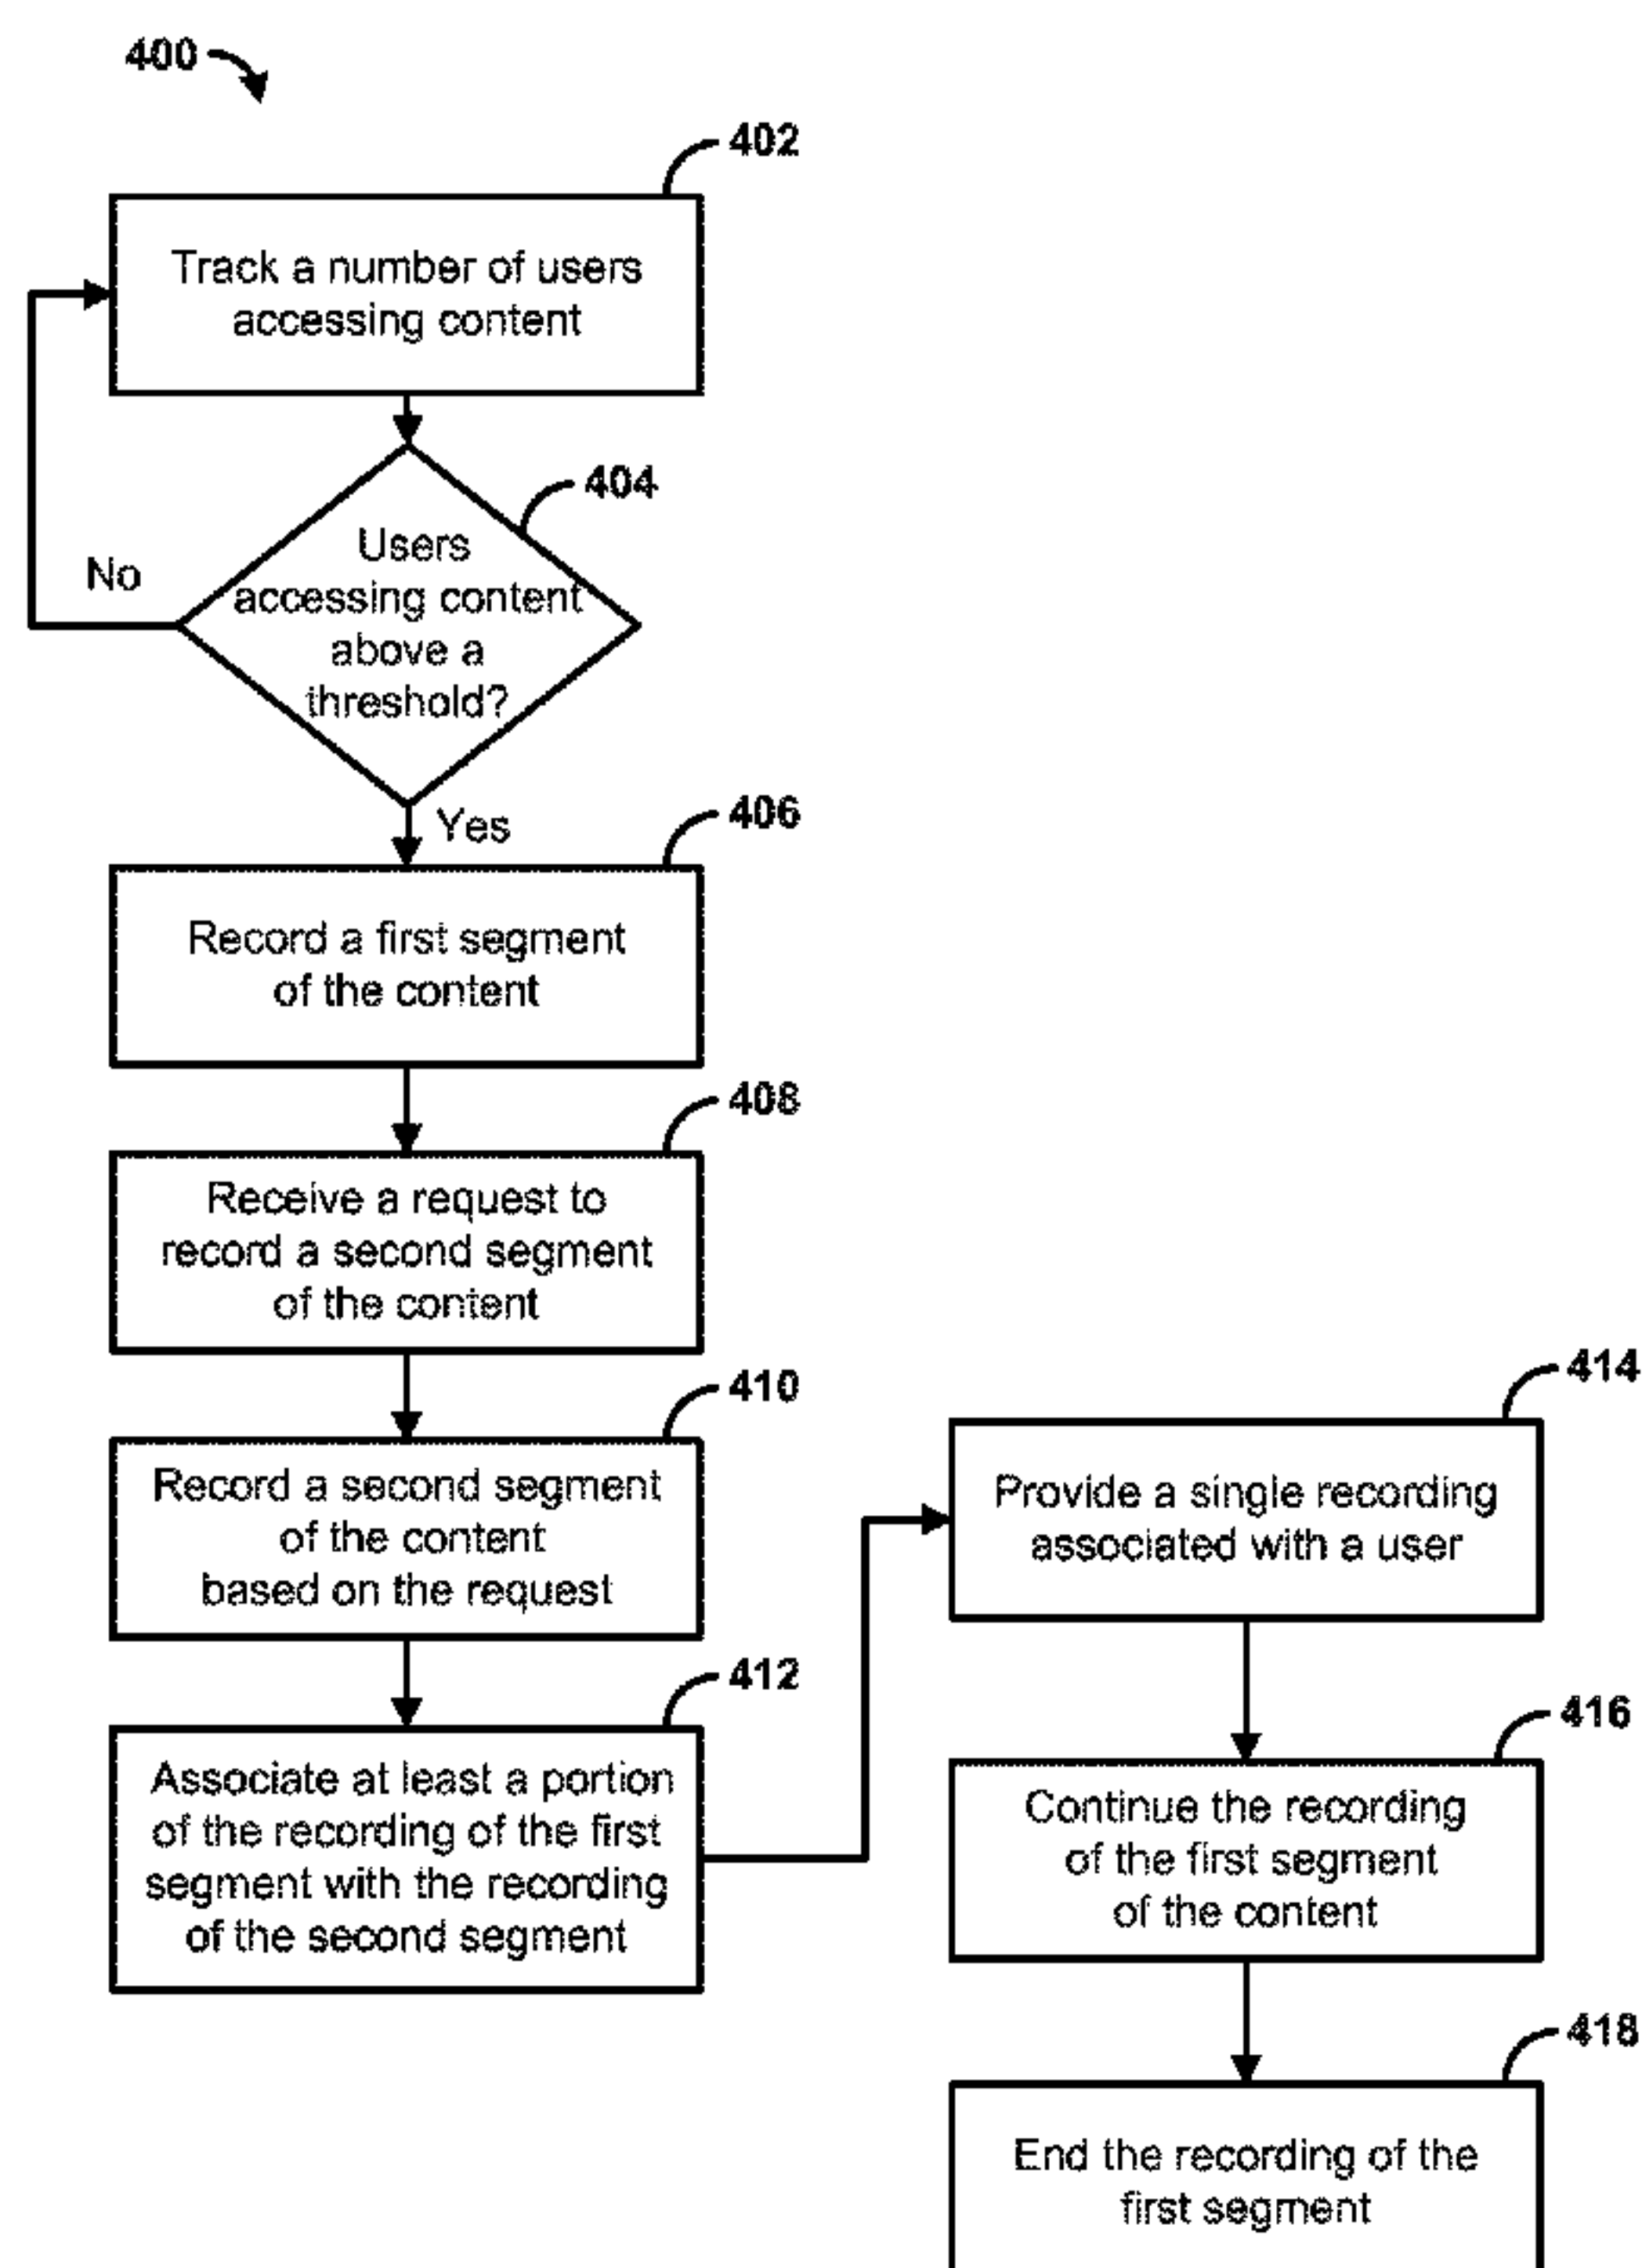 400
402
Track a number of users
accessing content
404
Users
accessing content
above a
threshold?
No
Yes
406
Record a first segment
of the content
408
Receive a request to
record a second segment
of the content
410
Record a second segment
of the content
based on the request
412
Associate at least a portion
of the recording of the first
segment with the recording
of the second segment
414
Provide a single recording
associated with a user
416
Continue the recording
of the first segment
of the content
418
End the recording of the
first segment